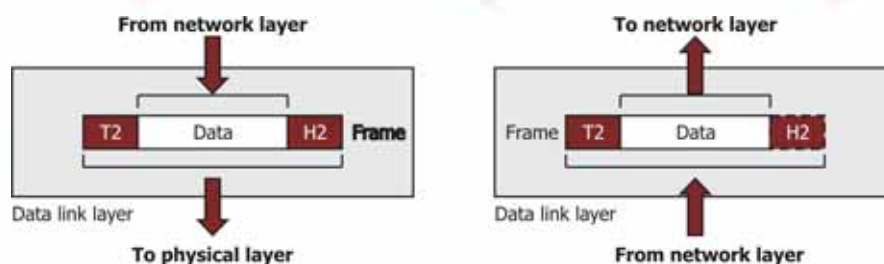 From network layer
T2 Data H2 Frame
Data link layer
To physical layer
To network layer
Frame T2 Data H2
Data link layer
From network layer